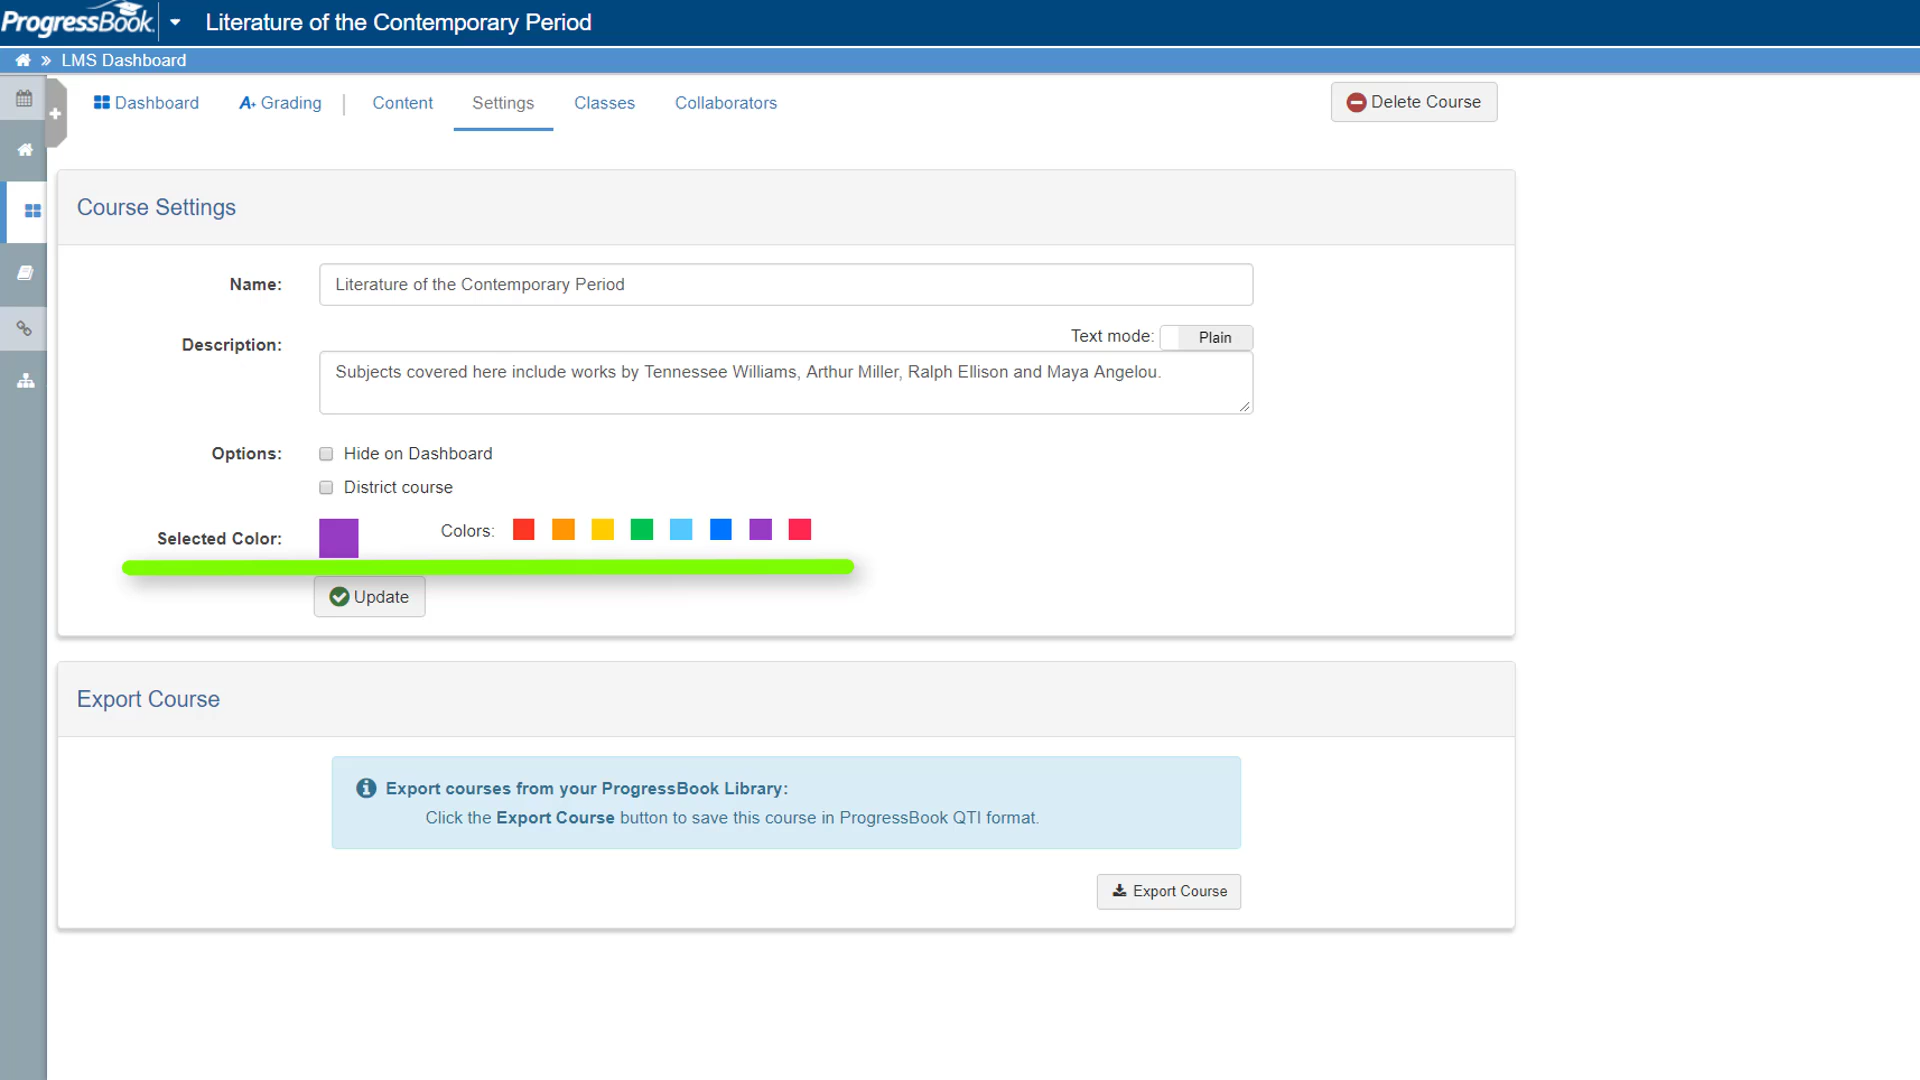 ProgressBook Literature of the Contemporary Period
» LMS Dashboard
Dashboard A+ Grading | Content Settings Classes Collaborators Delete Course
Course Settings
Name: Literature of the Contemporary Period
Text mode: Plain
Description:
Subjects covered here include works by Tennessee Williams, Arthur Miller, Ralph Ellison and Maya Angelou.
Options: Hide on Dashboard
District course
Selected Color: Colors:
Update
Export Course
Export courses from your ProgressBook Library:
Click the Export Course button to save this course in ProgressBook QTI format.
Export Course